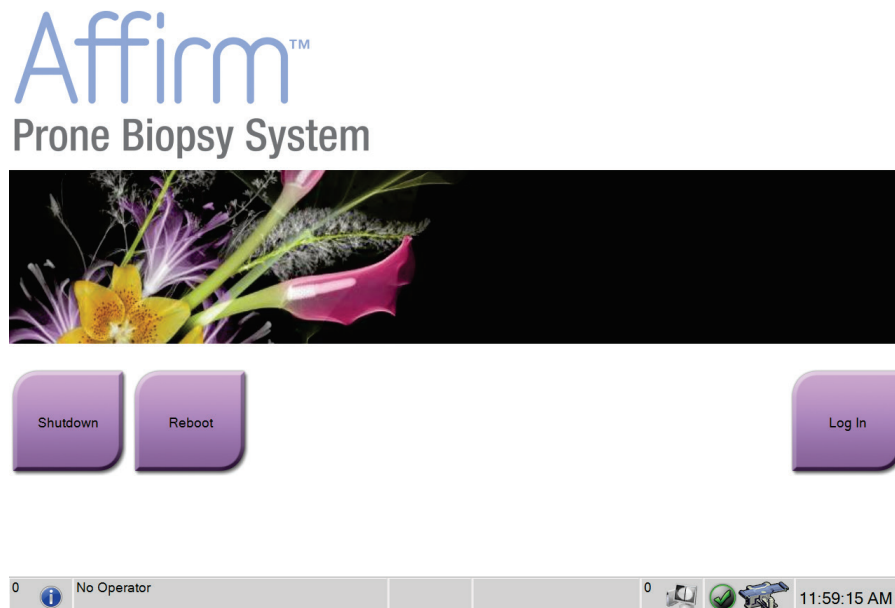 Affirm™
Prone Biopsy System
Shutdown
Reboot
Log In
0
No Operator
0
11:59:15 AM